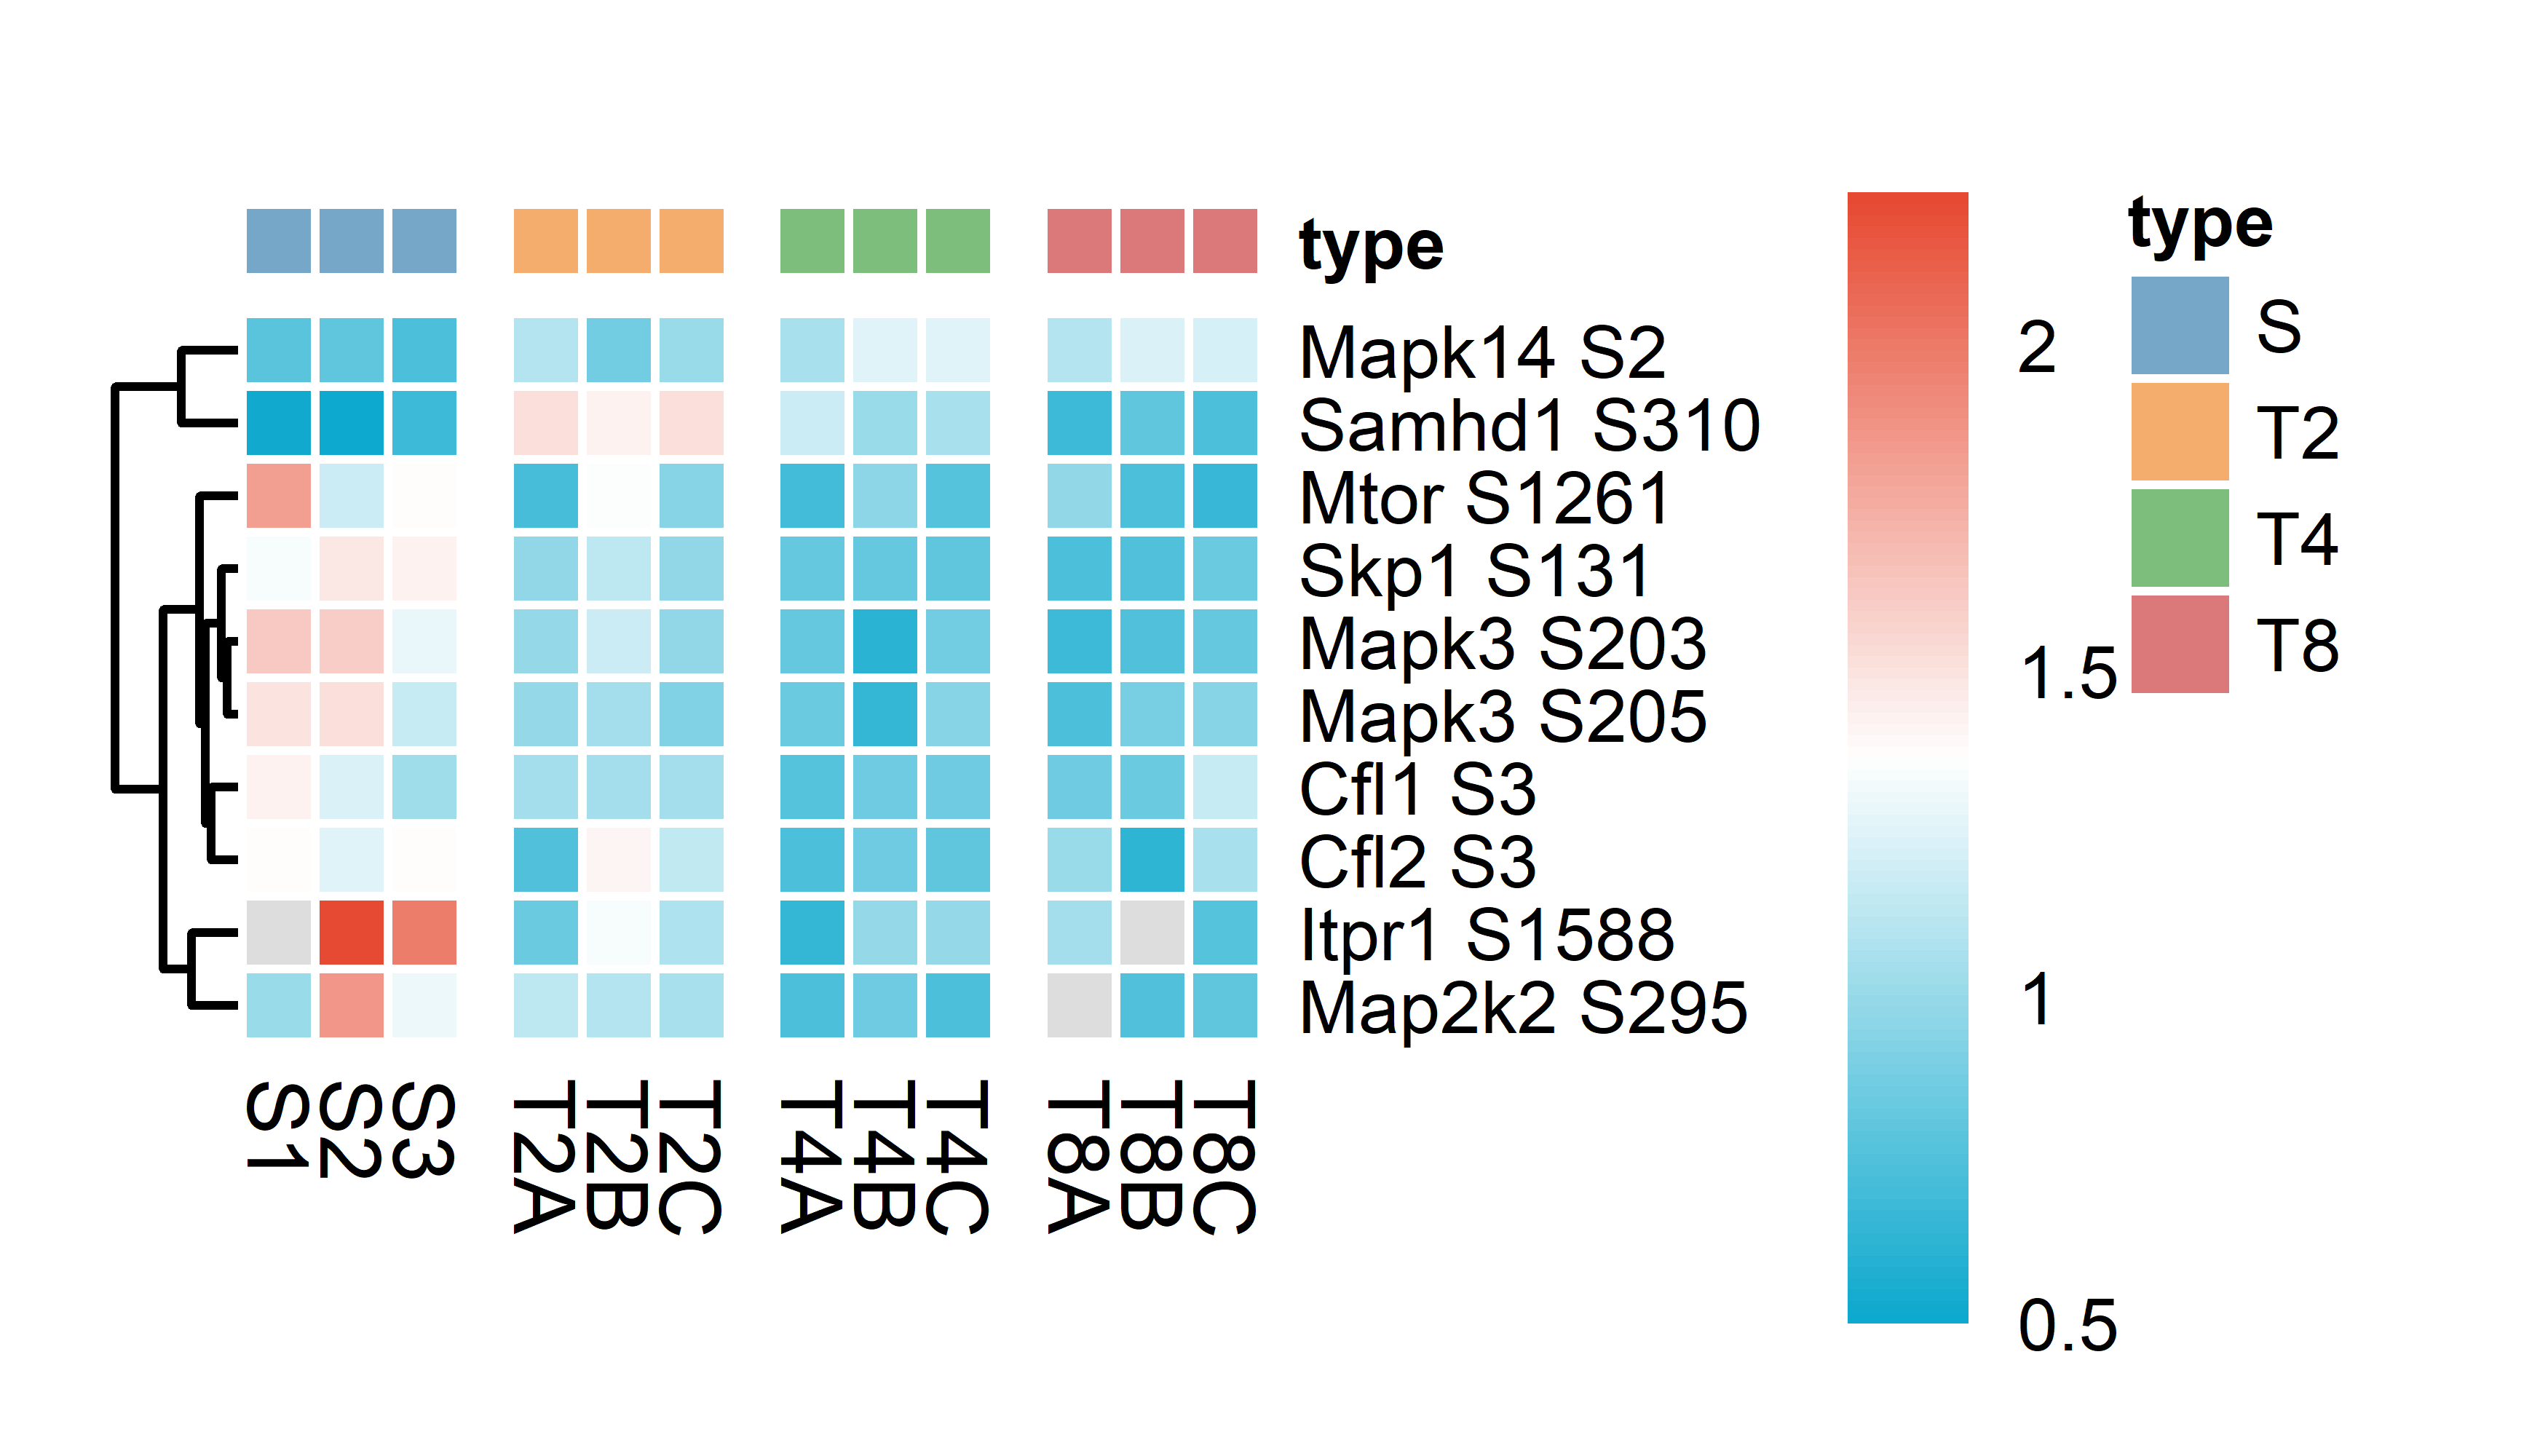 type
Mapk14 S2
Samhd1 S310
Mtor S1261
Skp1 S131
Mapk3 S203
Mapk3 S205
Cfl1 S3
Cfl2 S3
Itpr1 S1588
Map2k2 S295
S1
S2
S3
T2A
T2B
T2C
T4A
T4B
T4C
T8A
T8B
T8C
2
1.5
1
0.5
type
S
T2
T4
T8